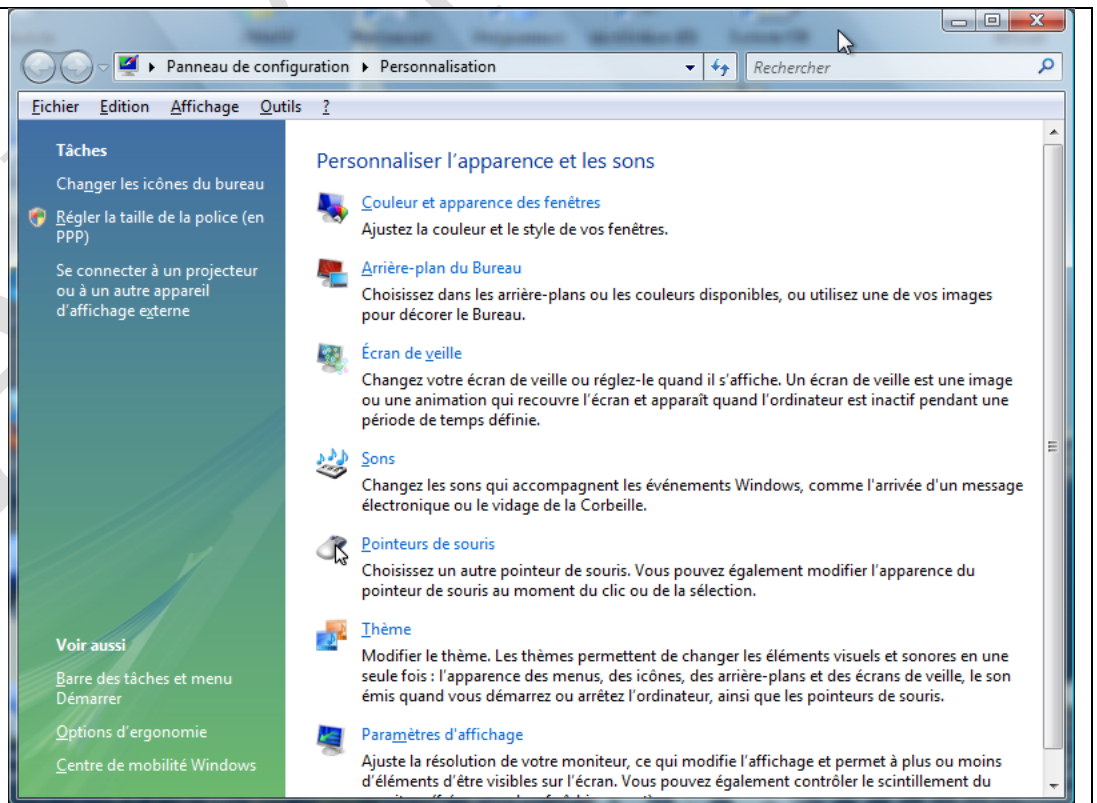 Panneau de configuration ▸ Personnalisation
Rechercher
Fichier Edition Affichage Outils ?
Tâches
Changer les icônes du bureau
Régler la taille de la police (en
PPP)
Se connecter à un projecteur
ou à un autre appareil
d'affichage externe
Voir aussi
Barre des tâches et menu
Démarrer
Options d'ergonomie
Centre de mobilité Windows
Personnaliser l'apparence et les sons
Couleur et apparence des fenêtres
Ajustez la couleur et le style de vos fenêtres.
Arrière-plan du Bureau
Choisissez dans les arrière-plans ou les couleurs disponibles, ou utilisez une de vos images
pour décorer le Bureau.
Écran de veille
Changez votre écran de veille ou réglez-le quand il s'affiche. Un écran de veille est une image
ou une animation qui recouvre l'écran et apparaît quand l'ordinateur est inactif pendant une
période de temps définie.
Sons
Changez les sons qui accompagnent les événements Windows, comme l'arrivée d'un message
électronique ou le vidage de la Corbeille.
Pointeurs de souris
Choisissez un autre pointeur de souris. Vous pouvez également modifier l'apparence du
pointeur de souris au moment du clic ou de la sélection.
Thème
Modifier le thème. Les thèmes permettent de changer les éléments visuels et sonores en une
seule fois : l'apparence des menus, des icônes, des arrière-plans et des écrans de veille, le son
émis quand vous démarrez ou arrêtez l'ordinateur, ainsi que les pointeurs de souris.
Paramètres d'affichage
Ajuste la résolution de votre moniteur, ce qui modifie l'affichage et permet à plus ou moins
d'éléments d'être visibles sur l'écran. Vous pouvez également contrôler le scintillement du